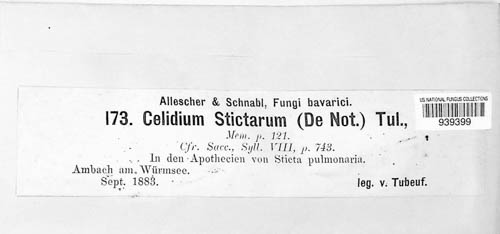 Allescher & Schnabl, Fungi bavarici.
173. Celidium Stictarum (De Not.) Tul.,
Mem. p. 121.
Cfr. Sacc., Syll. VIII, p. 743.
In den Apothecien von Sticta pulmonaria.
Ambach am Würmsee.
Sept. 1883.
leg. v. Tubeuf.
US NATIONAL FUNGUS COLLECTIONS
939399